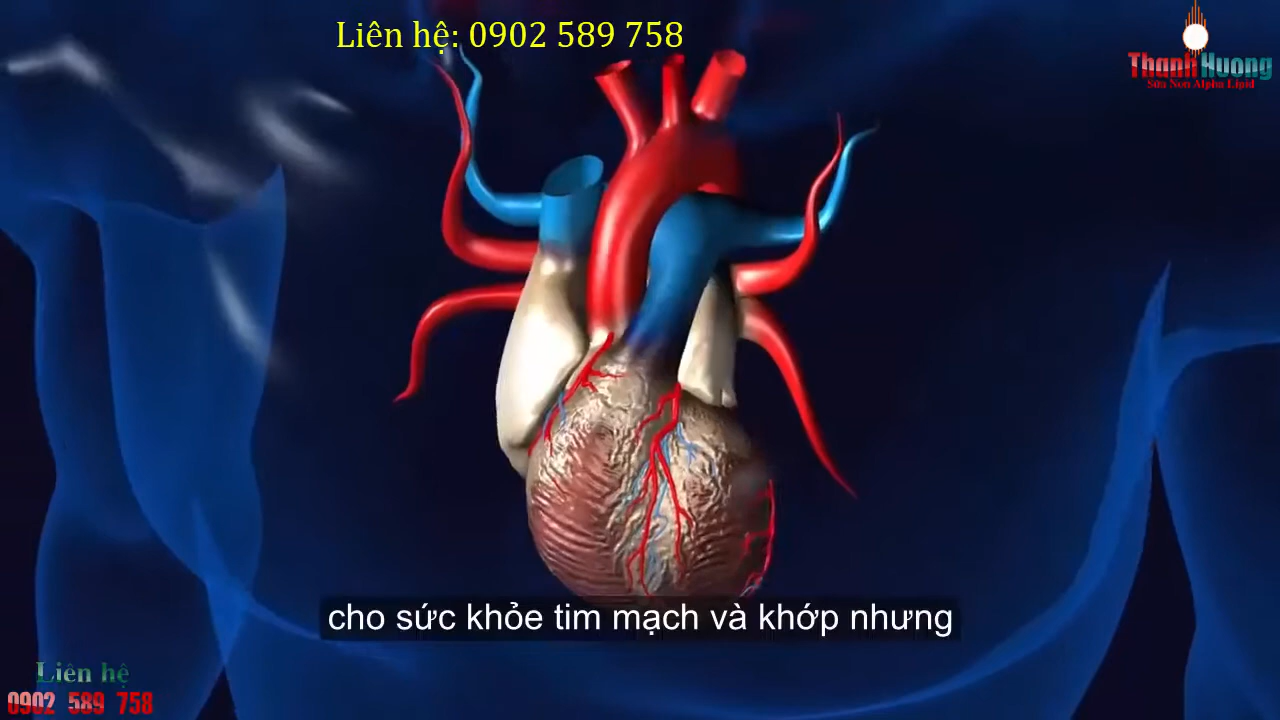 Liên hệ: 0902 589 758
Thanh Huong
Sữa Non Alpha Lipid
cho sức khỏe tim mạch và khớp nhưng
Liên hệ
0902 589 758